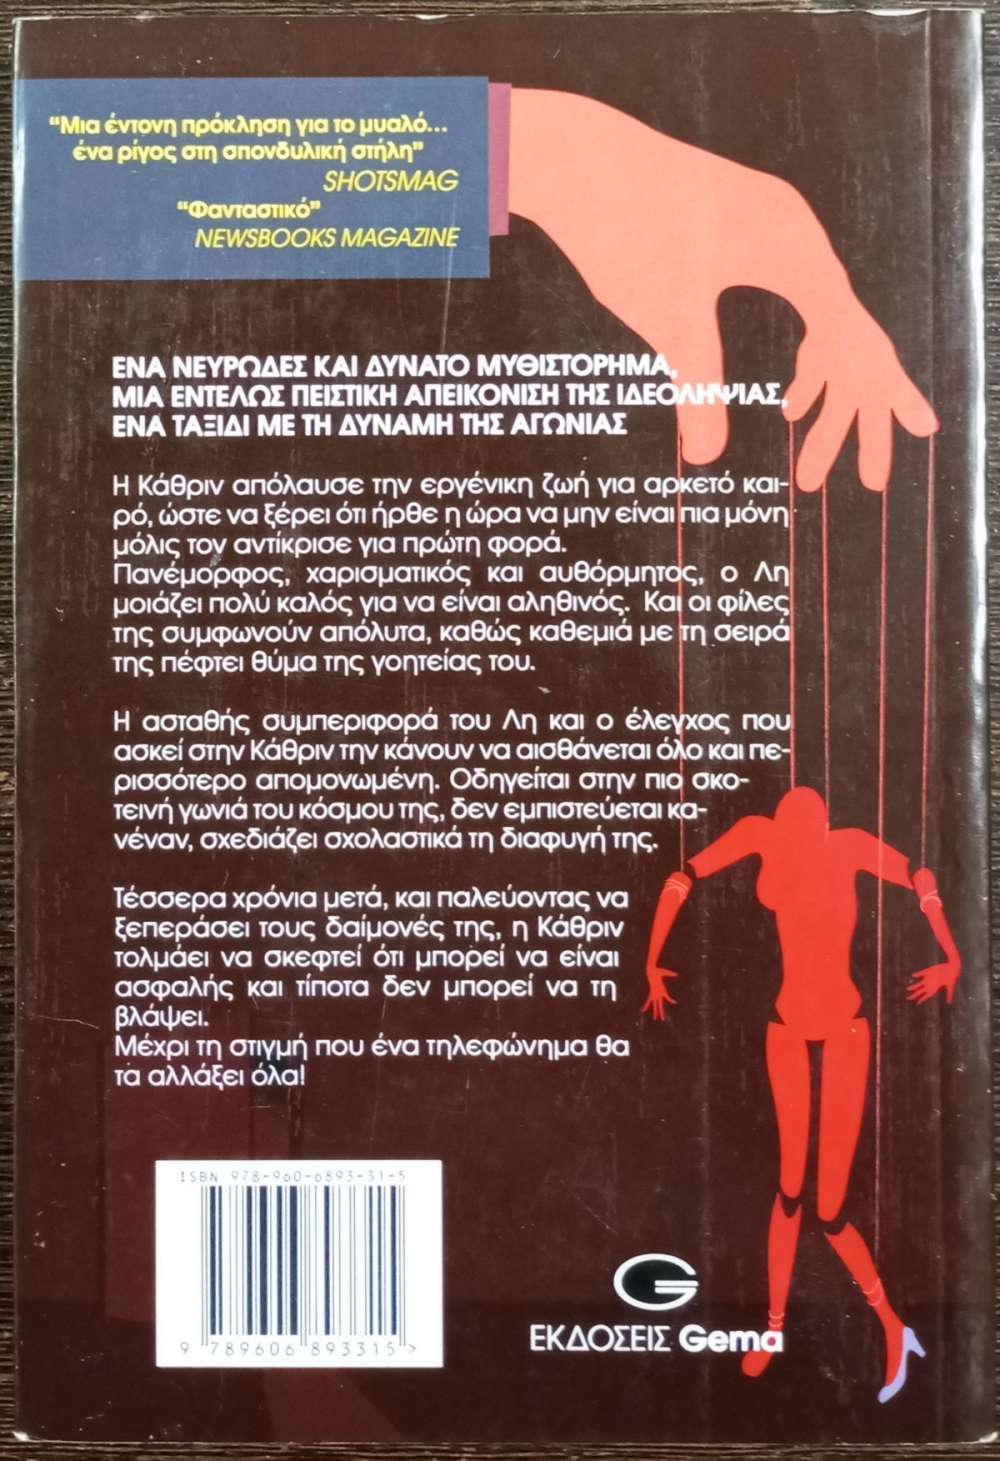 “Μια έντονη πρόκληση για το μυαλό...
ένα ρίγος στη σπονδυλική στήλη”
SHOTSMAG
“Φανταστικό”
NEWSBOOKS MAGAZINE
ΕΝΑ ΝΕΥΡΩΔΕΣ ΚΑΙ ΔΥΝΑΤΟ ΜΥΘΙΣΤΟΡΗΜΑ,
ΜΙΑ ΕΝΤΕΛΩΣ ΠΕΙΣΤΙΚΗ ΑΠΕΙΚΟΝΙΣΗ ΤΗΣ ΙΔΕΟΛΗΨΙΑΣ,
ΕΝΑ ΤΑΞΙΔΙ ΜΕ ΤΗ ΔΥΝΑΜΗ ΤΗΣ ΑΓΩΝΙΑΣ
Η Κάθριν απόλαυσε την εργένικη ζωή για αρκετό και-
ρό, ώστε να ξέρει ότι ήρθε η ώρα να μην είναι πια μόνη
μόλις τον αντίκρισε για πρώτη φορά.
Πανέμορφος, χαρισματικός και αυθόρμητος, ο Λη
μοιάζει πολύ καλός για να είναι αληθινός. Και οι φίλες
της συμφωνούν απόλυτα, καθώς καθεμιά με τη σειρά
της πέφτει θύμα της γοητείας του.
Η ασταθής συμπεριφορά του Λη και ο έλεγχος που
ασκεί στην Κάθριν την κάνουν να αισθάνεται όλο και πε-
ρισσότερο απομονωμένη. Οδηγείται στην πιο σκο-
τεινή γωνιά του κόσμου της, δεν εμπιστεύεται κα-
νέναν, σχεδιάζει σχολαστικά τη διαφυγή της.
Τέσσερα χρόνια μετά, και παλεύοντας να
ξεπεράσει τους δαίμονές της, η Κάθριν
τολμάει να σκεφτεί ότι μπορεί να είναι
ασφαλής και τίποτα δεν μπορεί να τη
βλάψει.
Μέχρι τη στιγμή που ένα τηλεφώνημα θα
τα αλλάξει όλα!
ISBN 978-960-6893-31-5
9 789606 893315 >
ΕΚΔΟΣΕΙΣ Gema